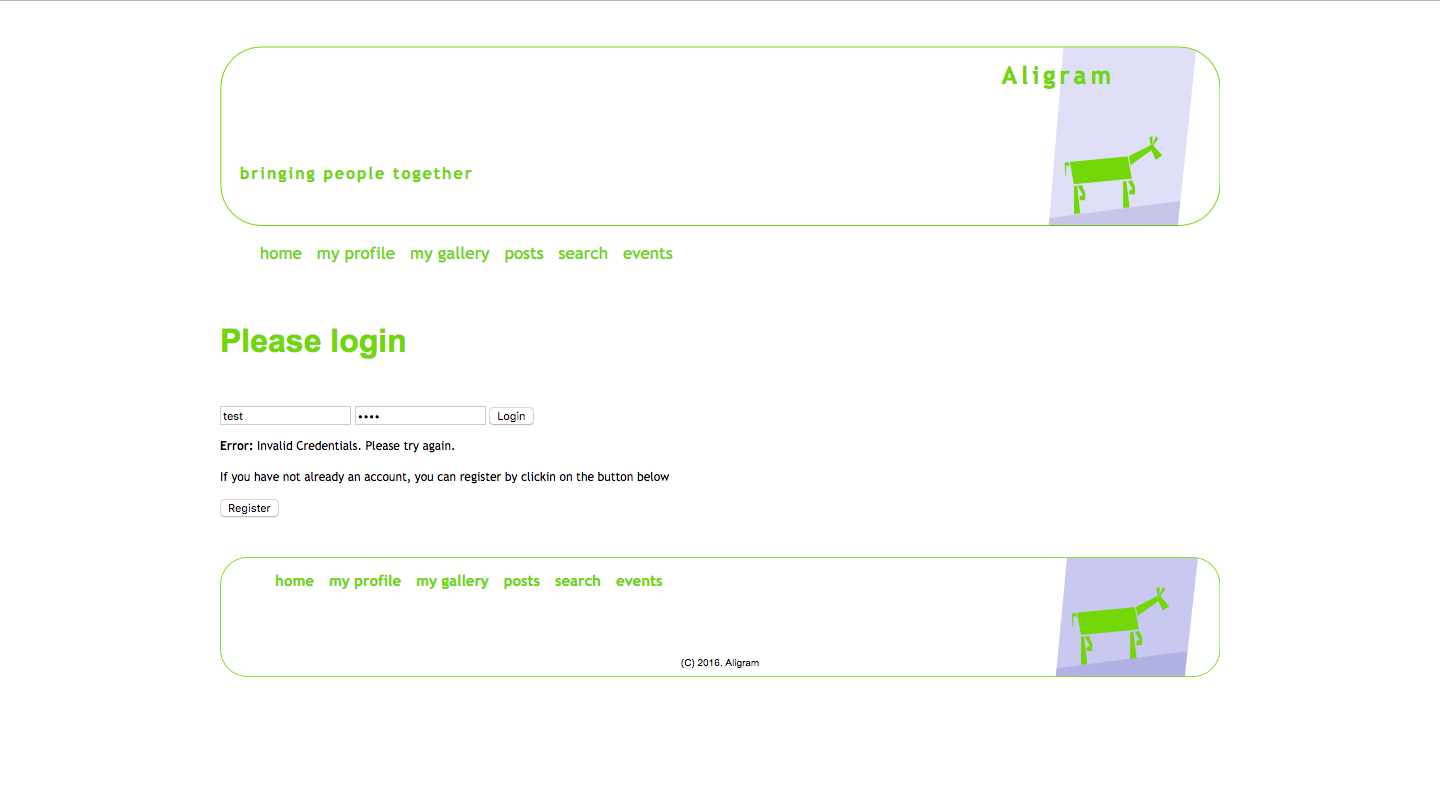 Aligram
bringing people together
home my profile my gallery posts search events
Please login
test •••• Login
Error: Invalid Credentials. Please try again.
If you have not already an account, you can register by clickin on the button below
Register
home my profile my gallery posts search events
(C) 2016. Aligram